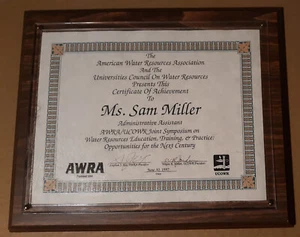 The
American Water Resources Association
And The
Universities Council On Water Resources
Presents This
Certificate Of Achievement
To
Ms. Sam Miller
Administrative Assistant
AWRA/UCOWR Joint Symposium on
Water Resources Education, Training, & Practice:
Opportunities for the Next Century
AWRA
UCOWR